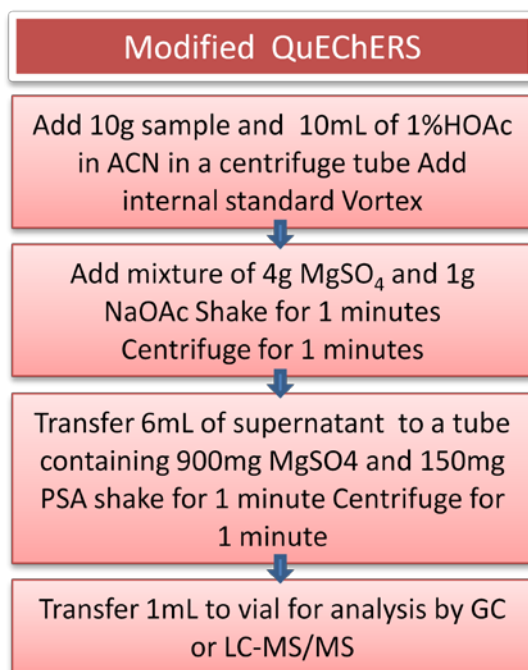 Modified QuEChERS
Add 10g sample and 10mL of 1%HOAc
in ACN in a centrifuge tube Add
internal standard Vortex
Add mixture of 4g MgSO₄ and 1g
NaOAc Shake for 1 minutes
Centrifuge for 1 minutes
Transfer 6mL of supernatant to a tube
containing 900mg MgSO4 and 150mg
PSA shake for 1 minute Centrifuge for
1 minute
Transfer 1mL to vial for analysis by GC
or LC-MS/MS